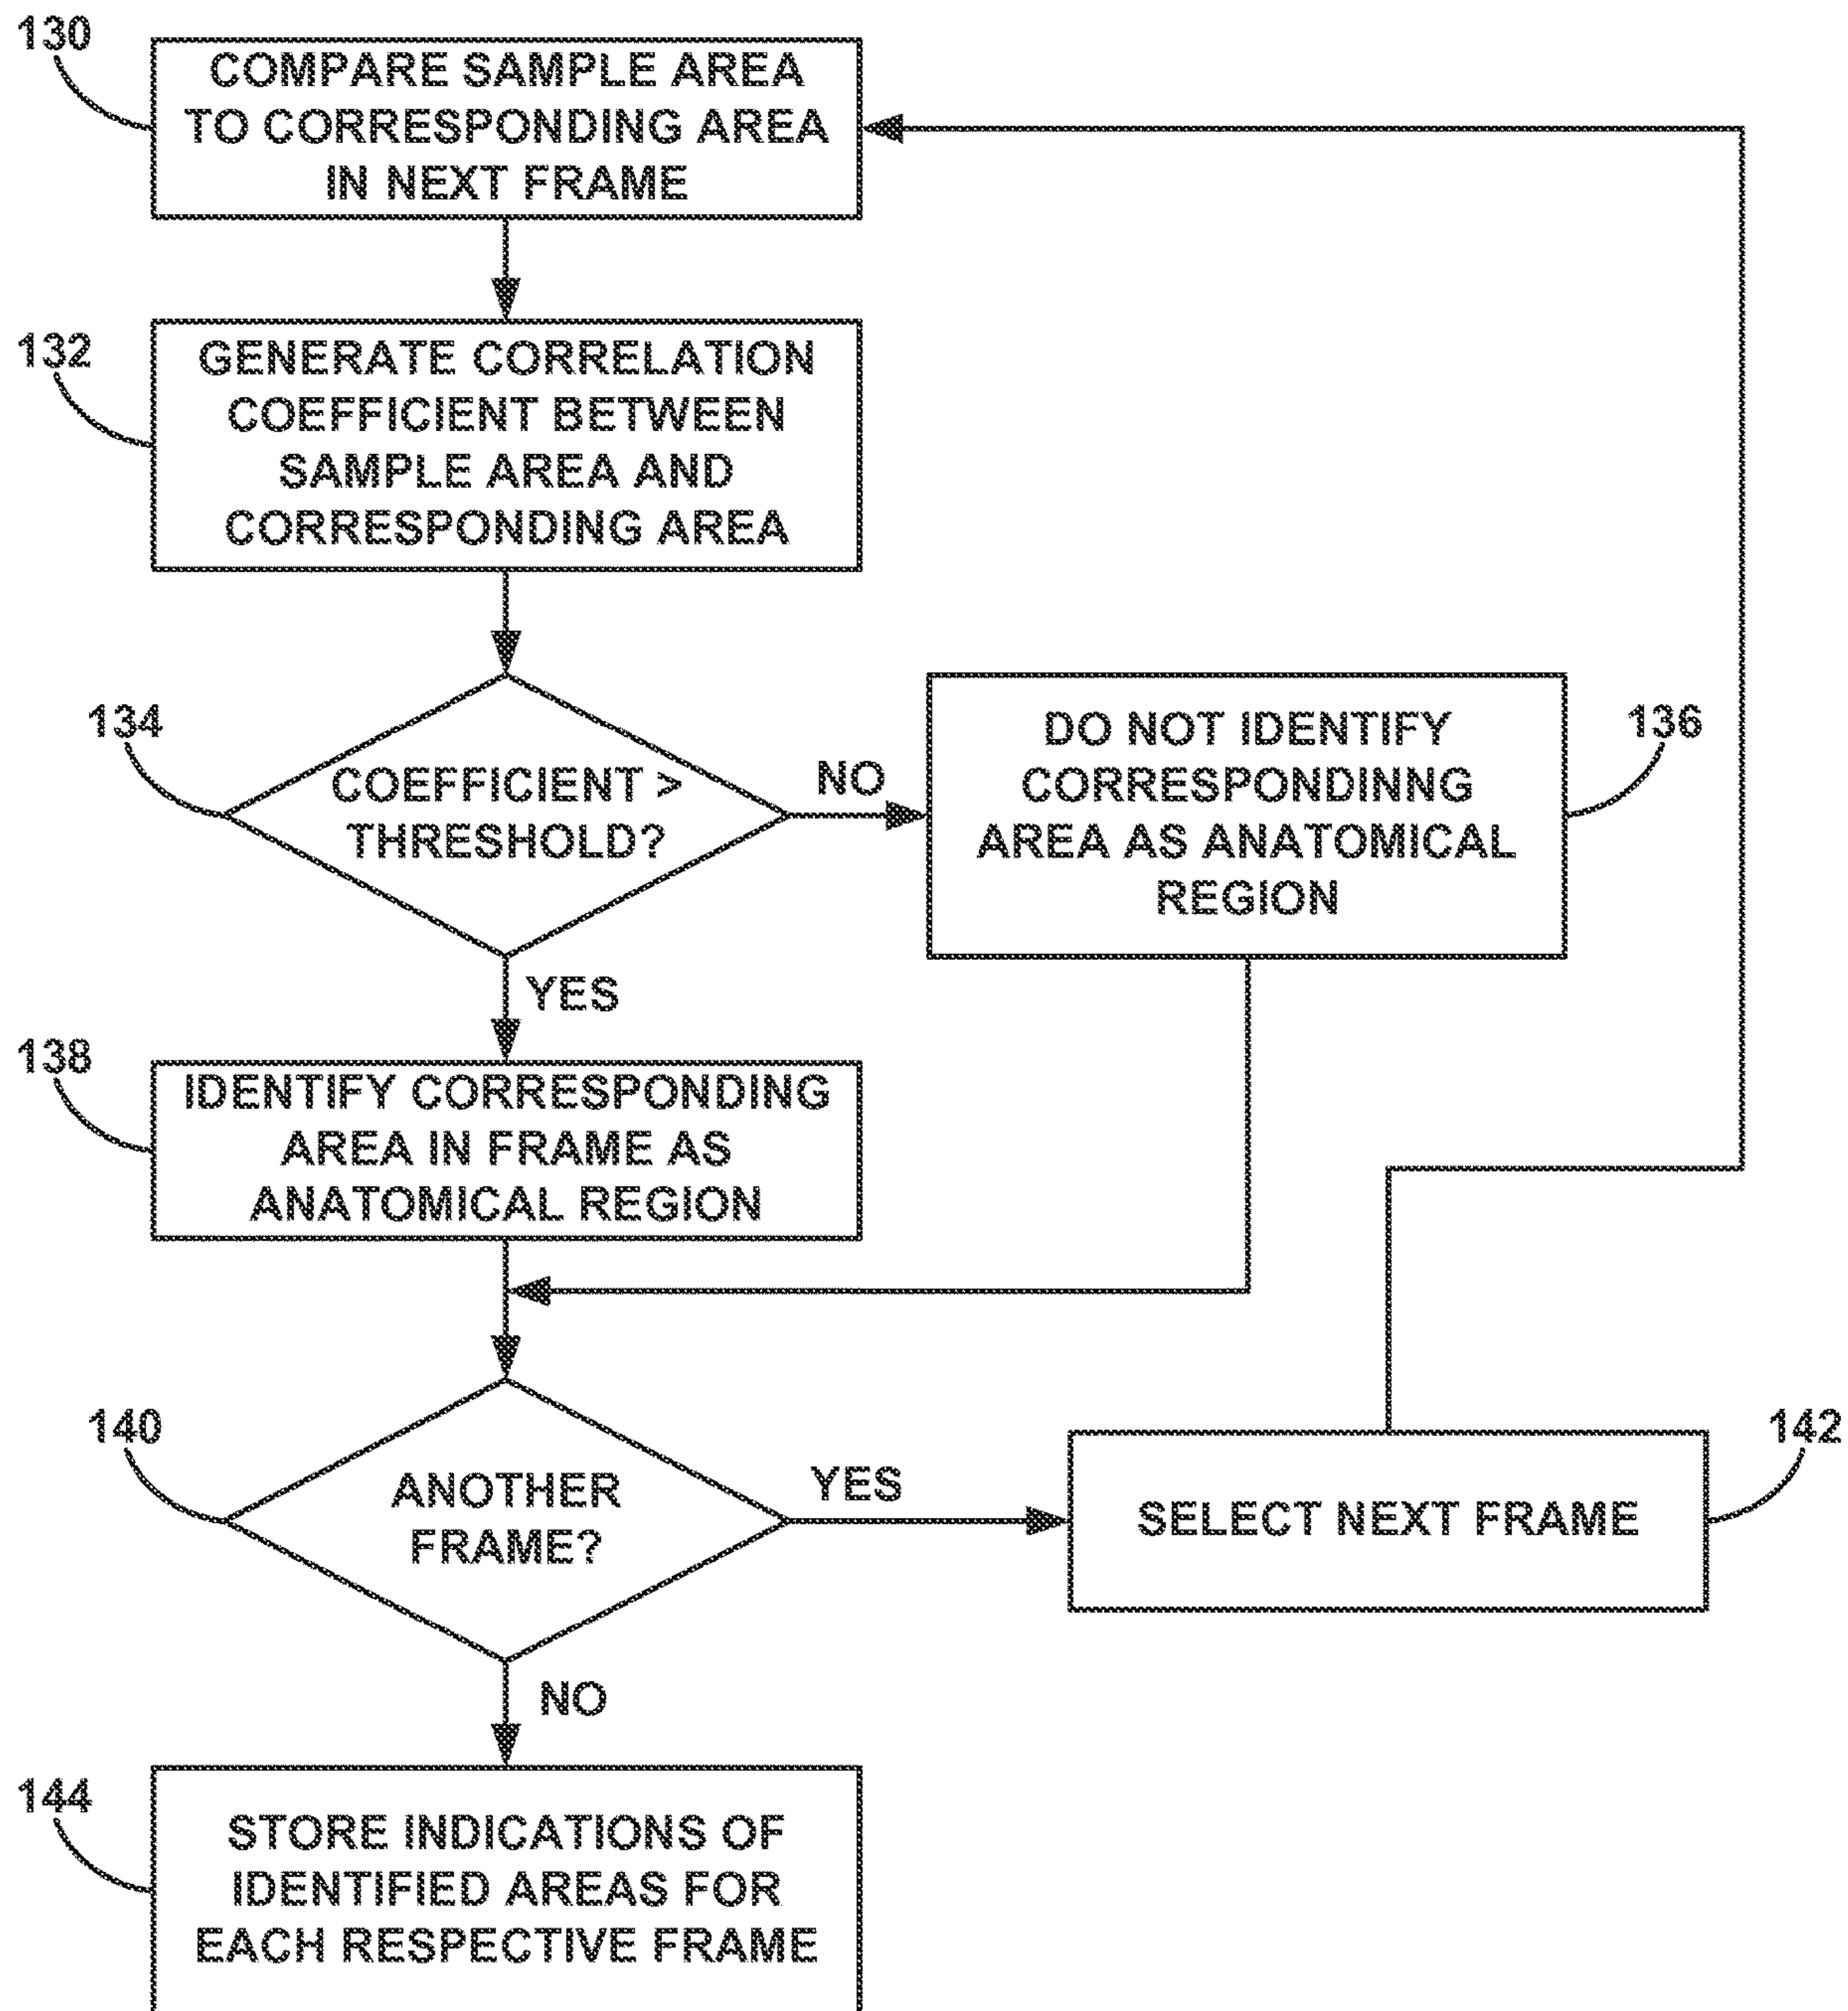 130
COMPARE SAMPLE AREA
TO CORRESPONDING AREA
IN NEXT FRAME
132
GENERATE CORRELATION
COEFFICIENT BETWEEN
SAMPLE AREA AND
CORRESPONDING AREA
134
COEFFICIENT >
THRESHOLD?
NO
DO NOT IDENTIFY
CORRESPONDINNG
AREA AS ANATOMICAL
REGION
136
YES
138
IDENTIFY CORRESPONDING
AREA IN FRAME AS
ANATOMICAL REGION
140
ANOTHER
FRAME?
YES
SELECT NEXT FRAME
142
NO
144
STORE INDICATIONS OF
IDENTIFIED AREAS FOR
EACH RESPECTIVE FRAME